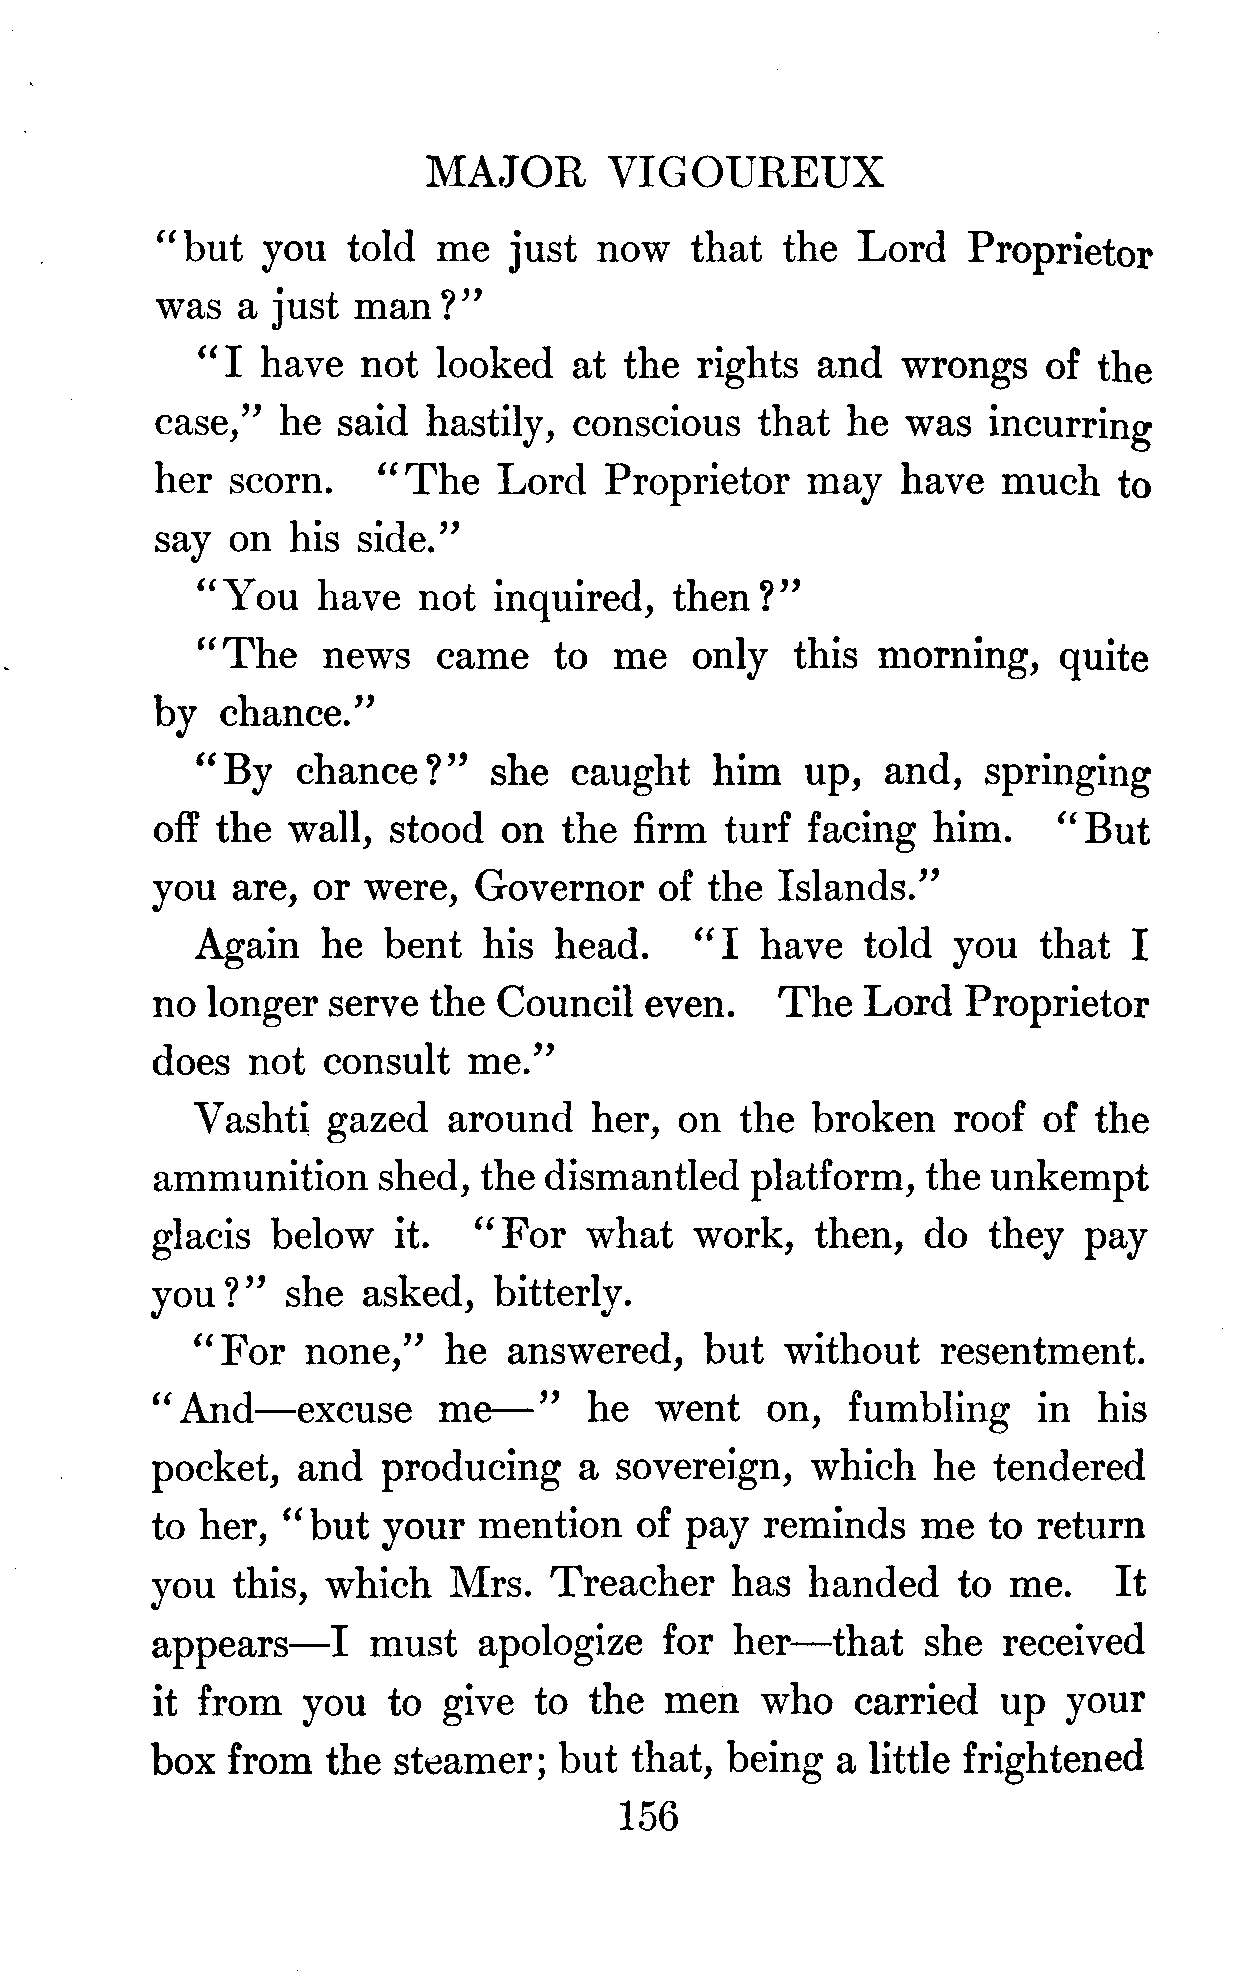 MAJOR VIGOUREUX
"but you told me just now that the Lord Proprietor
was a just man?"
"I have not looked at the rights and wrongs of the
case," he said hastily, conscious that he was incurring
her scorn. "The Lord Proprietor may have much to
say on his side."
"You have not inquired, then?"
"The news came to me only this morning, quite
by chance."
"By chance?" she caught him up, and, springing
off the wall, stood on the firm turf facing him. "But
you are, or were, Governor of the Islands."
Again he bent his head. "I have told you that I
no longer serve the Council even. The Lord Proprietor
does not consult me."
Vashti gazed around her, on the broken roof of the
ammunition shed, the dismantled platform, the unkempt
glacis below it. "For what work, then, do they pay
you?" she asked, bitterly.
"For none," he answered, but without resentment.
"And—excuse me—" he went on, fumbling in his
pocket, and producing a sovereign, which he tendered
to her, "but your mention of pay reminds me to return
you this, which Mrs. Treacher has handed to me. It
appears—I must apologize for her—that she received
it from you to give to the men who carried up your
box from the steamer; but that, being a little frightened
156